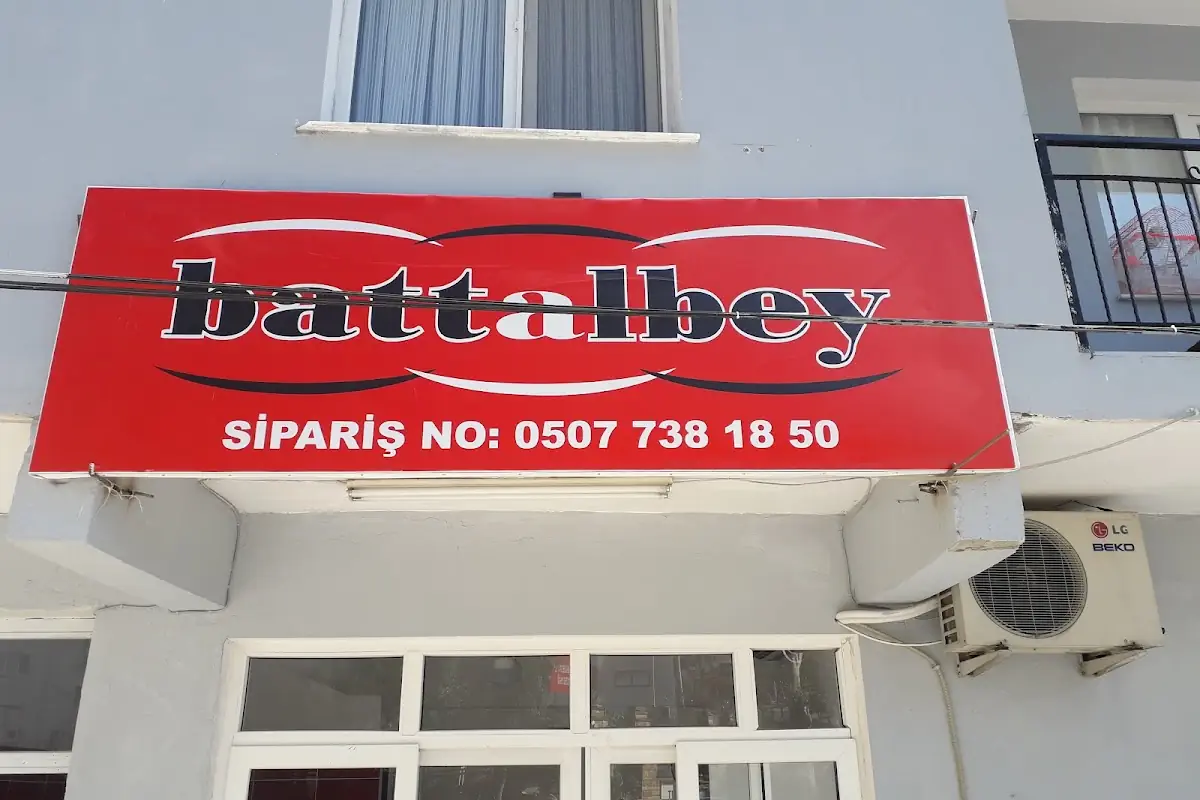 battalbey
SİPARİŞ NO: 0507 738 18 50
LG
BEKO